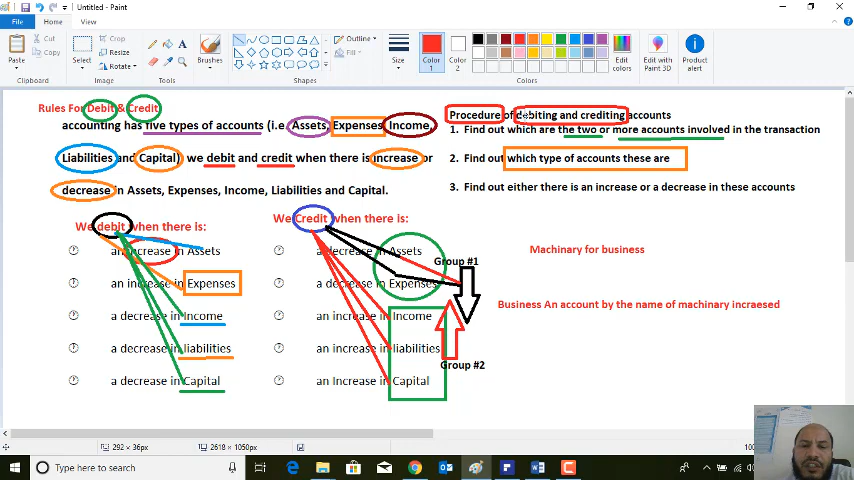 Untitled - Paint
File
Home
View
Paste
Cut
Copy
Clipboard
Select
Crop
Resize
Rotate
Image
A
Tools
Brushes
Outline
Fill
Shapes
Size
Color 1
Color 2
Colors
Edit colors
Edit with Paint 3D
Product alert
Rules For Debit & Credit
accounting has five types of accounts (i.e. Assets, Expenses, Income,
Liabilities and Capital) we debit and credit when there is increase or
decrease in Assets, Expenses, Income, Liabilities and Capital.
We debit when there is:
an increase in Assets
an increase in Expenses
a decrease in Income
a decrease in liabilities
a decrease in Capital
We Credit when there is:
a decrease in Assets
a decrease in Expenses
an increase in Income
an increase in liabilities
an Increase in Capital
Group #1
Group #2
Procedure of debiting and crediting accounts
1. Find out which are the two or more accounts involved in the transaction
2. Find out which type of accounts these are
3. Find out either there is an increase or a decrease in these accounts
Machinary for business
Business An account by the name of machinary incraesed
292 × 36px
2618 × 1050px
Type here to search